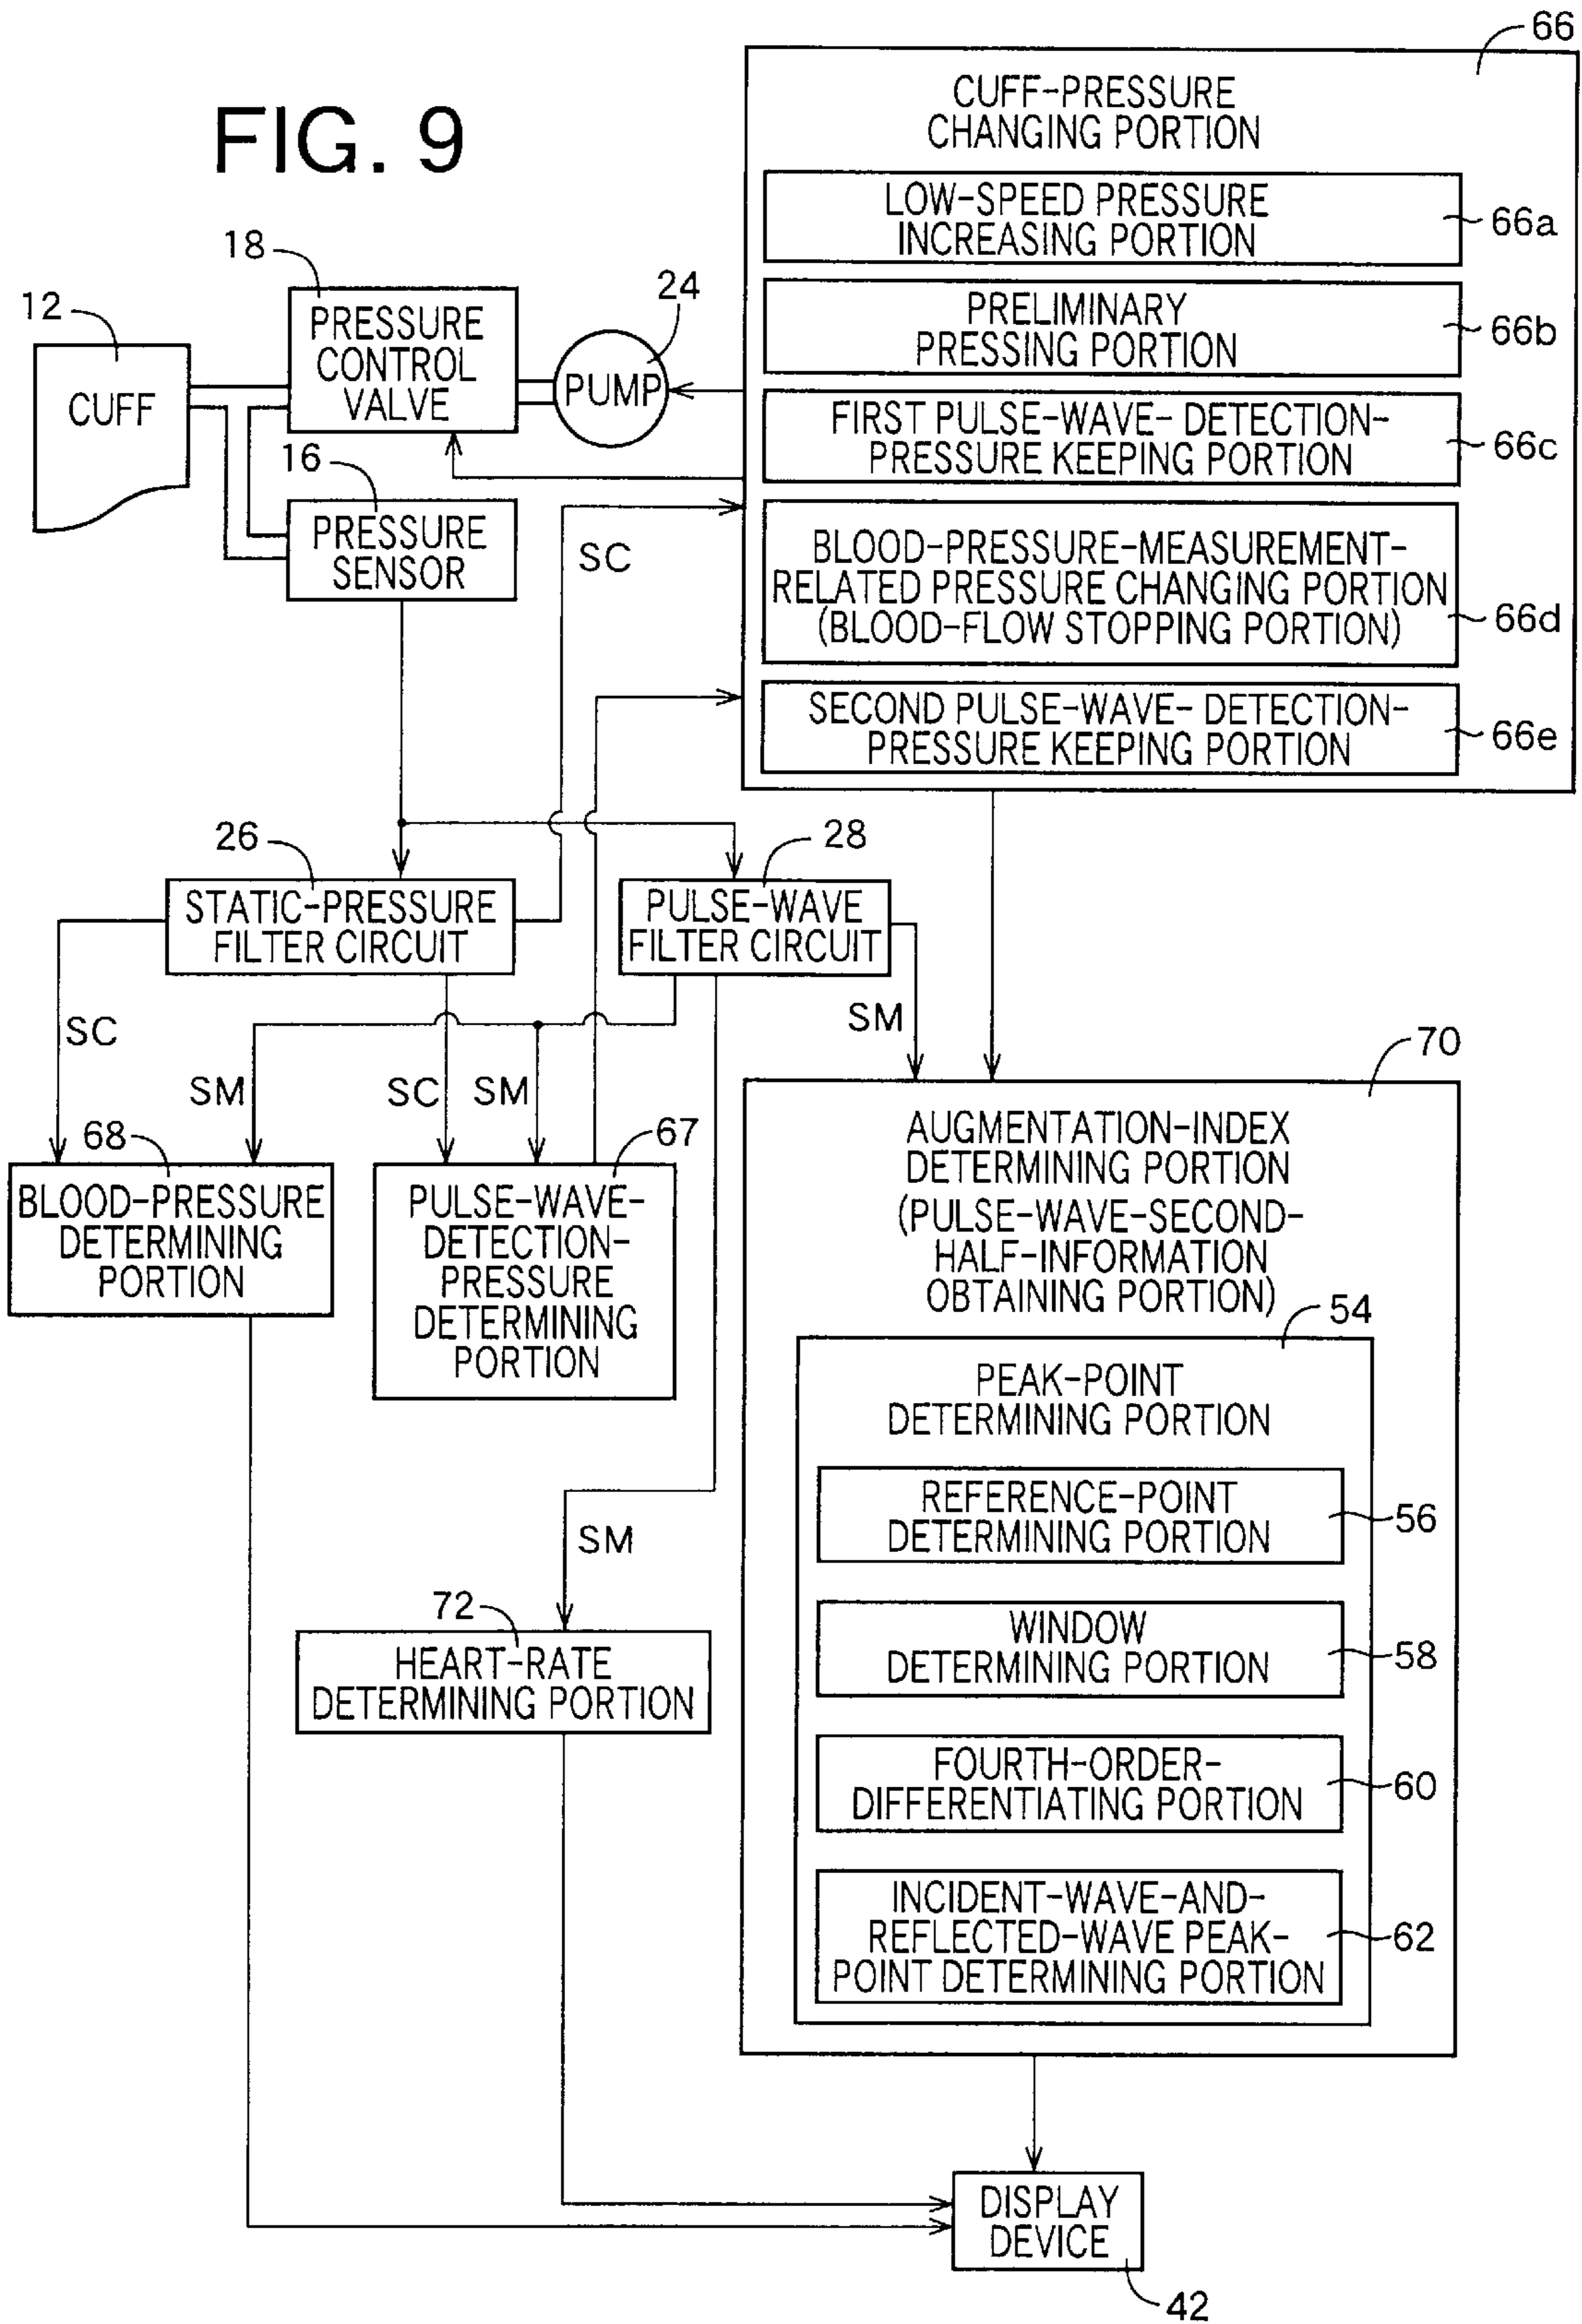 FIG. 9
66
CUFF-PRESSURE
CHANGING PORTION
LOW-SPEED PRESSURE
INCREASING PORTION
66a
PRELIMINARY
PRESSING PORTION
66b
FIRST PULSE-WAVE- DETECTION-
PRESSURE KEEPING PORTION
66c
BLOOD-PRESSURE-MEASUREMENT-
RELATED PRESSURE CHANGING PORTION
(BLOOD-FLOW STOPPING PORTION)
66d
SECOND PULSE-WAVE- DETECTION-
PRESSURE KEEPING PORTION
66e
12
CUFF
18
PRESSURE
CONTROL
VALVE
24
PUMP
16
PRESSURE
SENSOR
SC
26
STATIC-PRESSURE
FILTER CIRCUIT
28
PULSE-WAVE
FILTER CIRCUIT
SC
SM
SC
SM
SM
68
BLOOD-PRESSURE
DETERMINING
PORTION
67
PULSE-WAVE-
DETECTION-
PRESSURE
DETERMINING
PORTION
70
AUGMENTATION-INDEX
DETERMINING PORTION
(PULSE-WAVE-SECOND-
HALF-INFORMATION
OBTAINING PORTION)
54
PEAK-POINT
DETERMINING PORTION
REFERENCE-POINT
DETERMINING PORTION
56
WINDOW
DETERMINING PORTION
58
FOURTH-ORDER-
DIFFERENTIATING PORTION
60
INCIDENT-WAVE-AND-
REFLECTED-WAVE PEAK-
POINT DETERMINING PORTION
62
SM
72
HEART-RATE
DETERMINING PORTION
DISPLAY
DEVICE
42